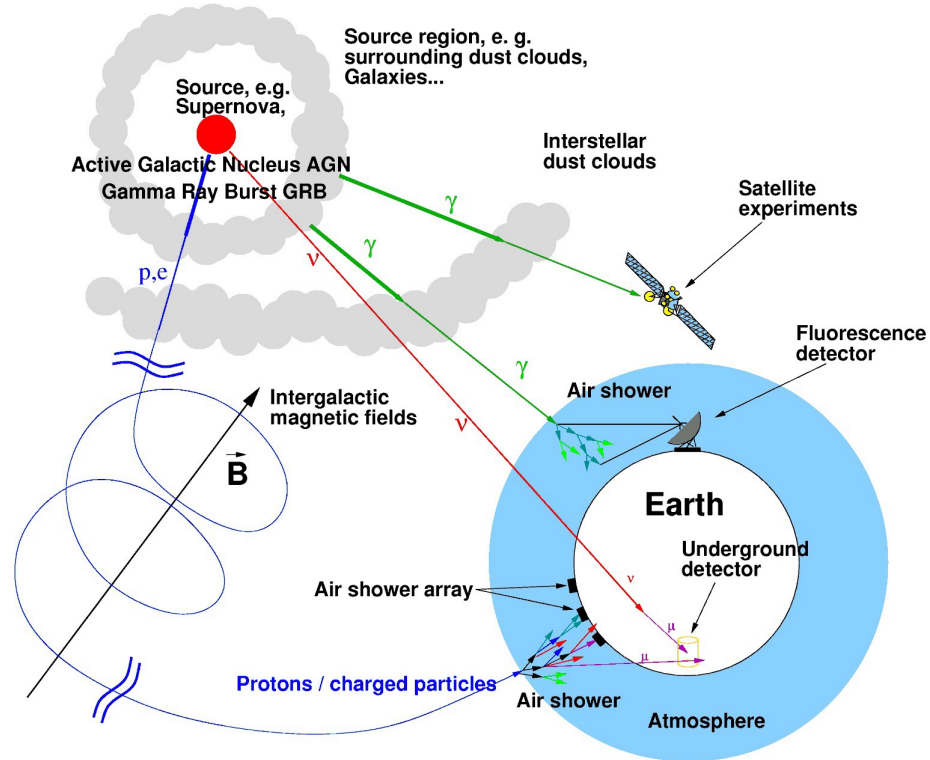 Source region, e. g.
surrounding dust clouds,
Galaxies...
Source, e.g.
Supernova,
Active Galactic Nucleus AGN
Gamma Ray Burst GRB
Interstellar
dust clouds
Satellite
experiments
γ
γ
ν
p,e
Fluorescence
detector
γ
Air shower
Intergalactic
magnetic fields
ν
B
Earth
Underground
detector
Air shower array
ν
μ
μ
Protons / charged particles
Air shower
Atmosphere